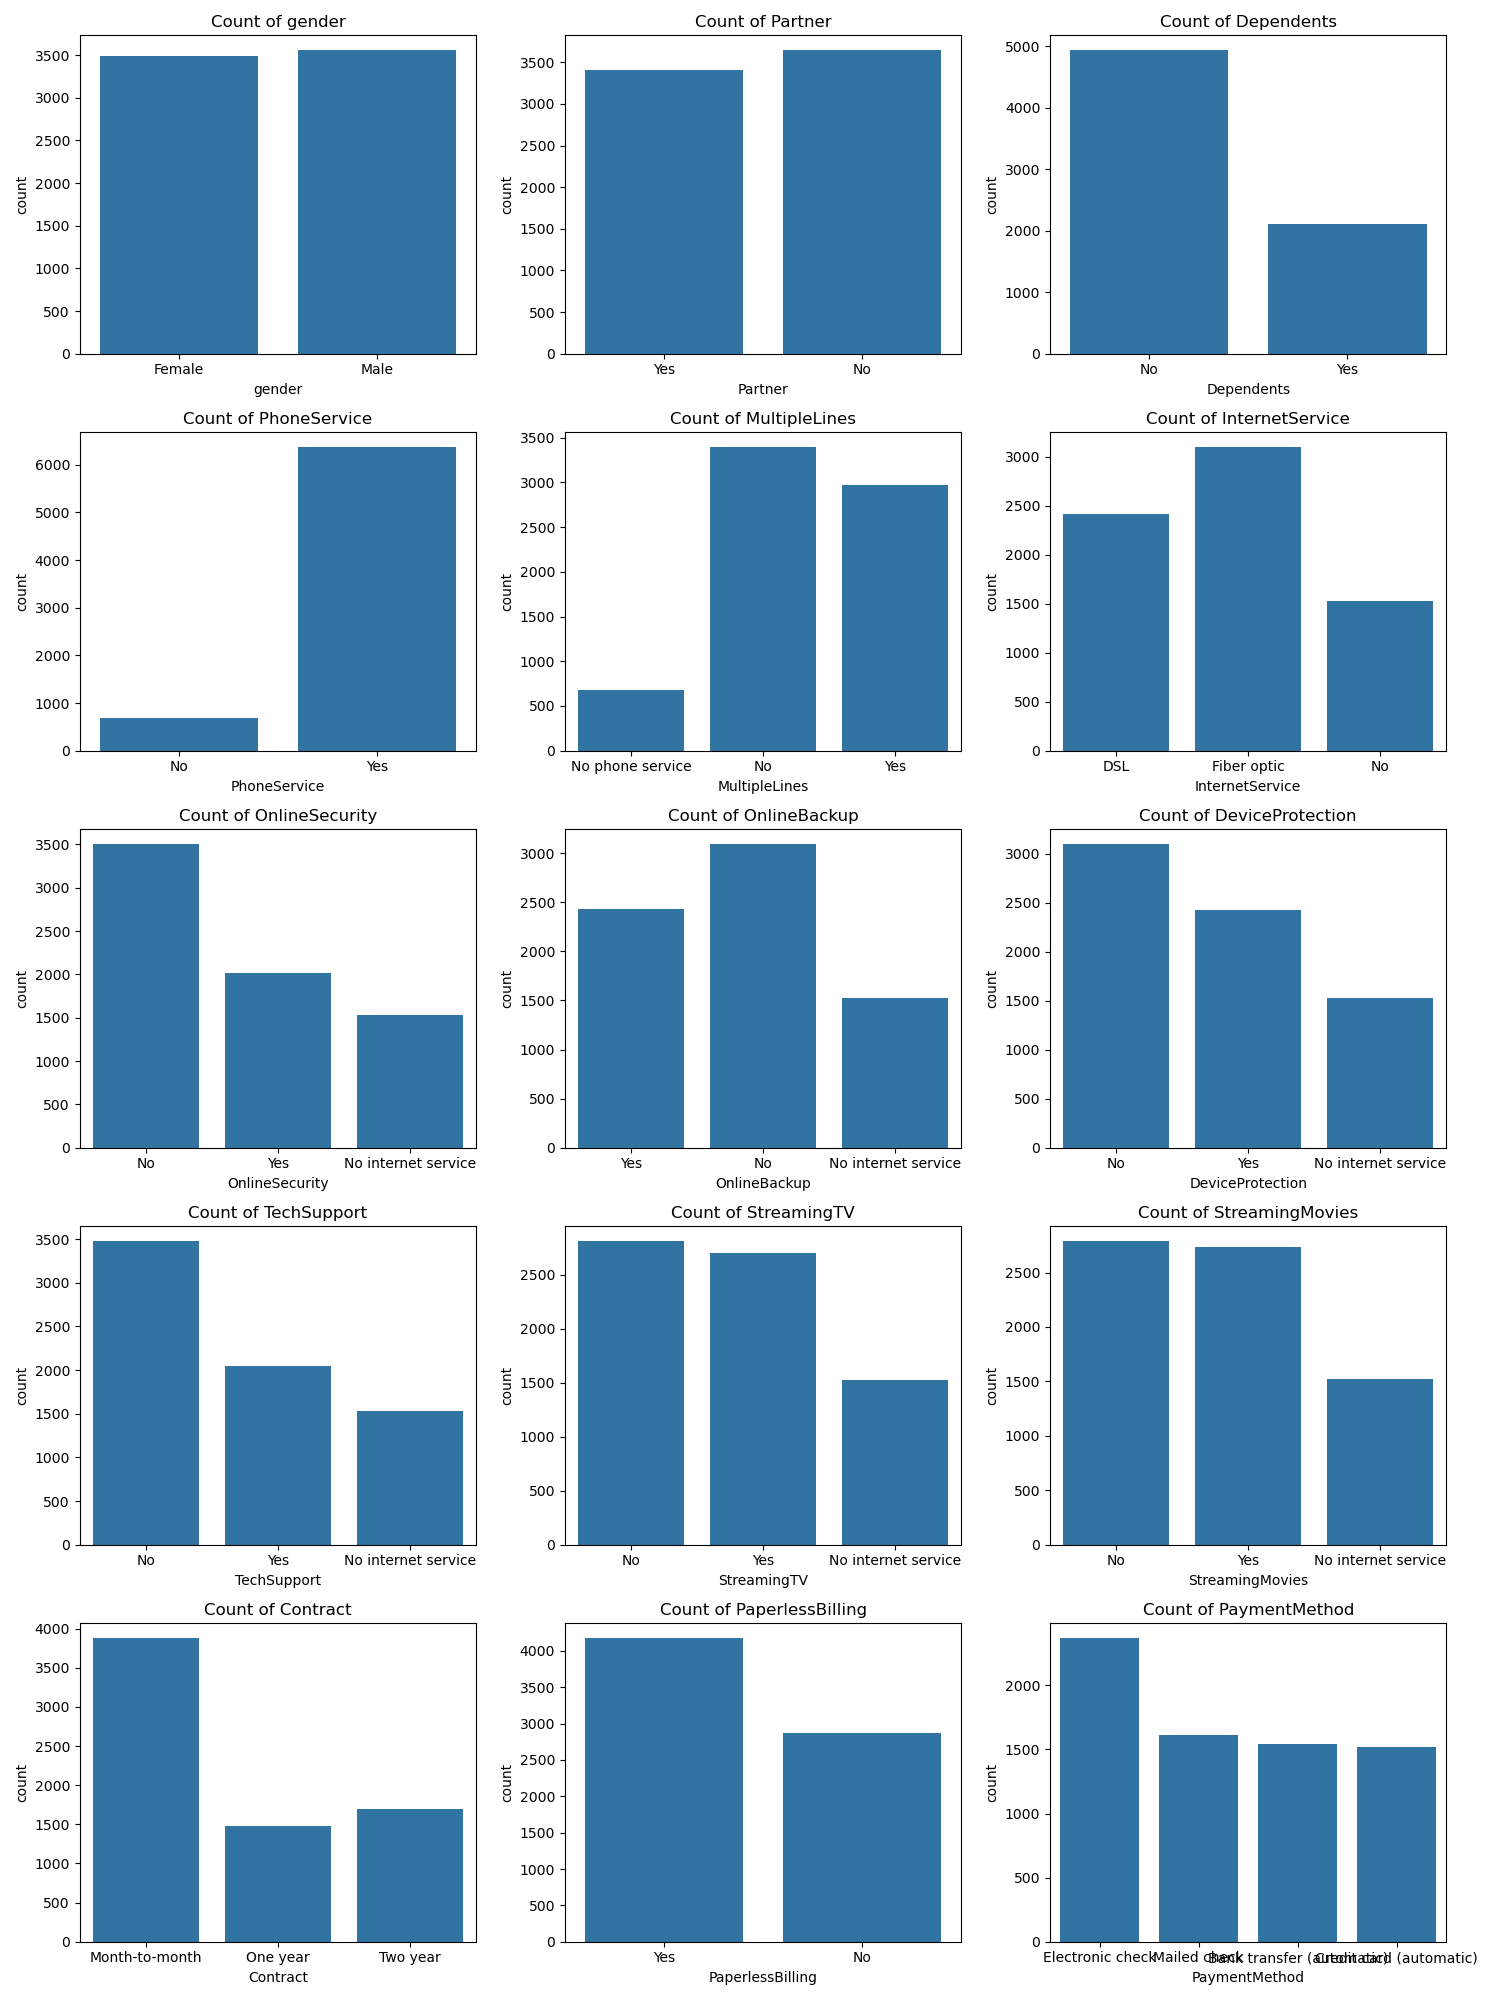 Count of gender
3500
3000
2500
2000
1500
1000
500
0
count
Female Male
gender
Count of Partner
3500
3000
2500
2000
1500
1000
500
0
count
Yes No
Partner
Count of Dependents
5000
4000
3000
2000
1000
0
count
No Yes
Dependents
Count of PhoneService
6000
5000
4000
3000
2000
1000
0
count
No Yes
PhoneService
Count of MultipleLines
3500
3000
2500
2000
1500
1000
500
0
count
No phone service No Yes
MultipleLines
Count of InternetService
3000
2500
2000
1500
1000
500
0
count
DSL Fiber optic No
InternetService
Count of OnlineSecurity
3500
3000
2500
2000
1500
1000
500
0
count
No Yes No internet service
OnlineSecurity
Count of OnlineBackup
3000
2500
2000
1500
1000
500
0
count
Yes No No internet service
OnlineBackup
Count of DeviceProtection
3000
2500
2000
1500
1000
500
0
count
No Yes No internet service
DeviceProtection
Count of TechSupport
3500
3000
2500
2000
1500
1000
500
0
count
No Yes No internet service
TechSupport
Count of StreamingTV
2500
2000
1500
1000
500
0
count
No Yes No internet service
StreamingTV
Count of StreamingMovies
2500
2000
1500
1000
500
0
count
No Yes No internet service
StreamingMovies
Count of Contract
4000
3500
3000
2500
2000
1500
1000
500
0
count
Month-to-month One year Two year
Contract
Count of PaperlessBilling
4000
3500
3000
2500
2000
1500
1000
500
0
count
Yes No
PaperlessBilling
Count of PaymentMethod
2000
1500
1000
500
0
count
Electronic check Mailed check Bank transfer (automatic) Credit card (automatic)
PaymentMethod